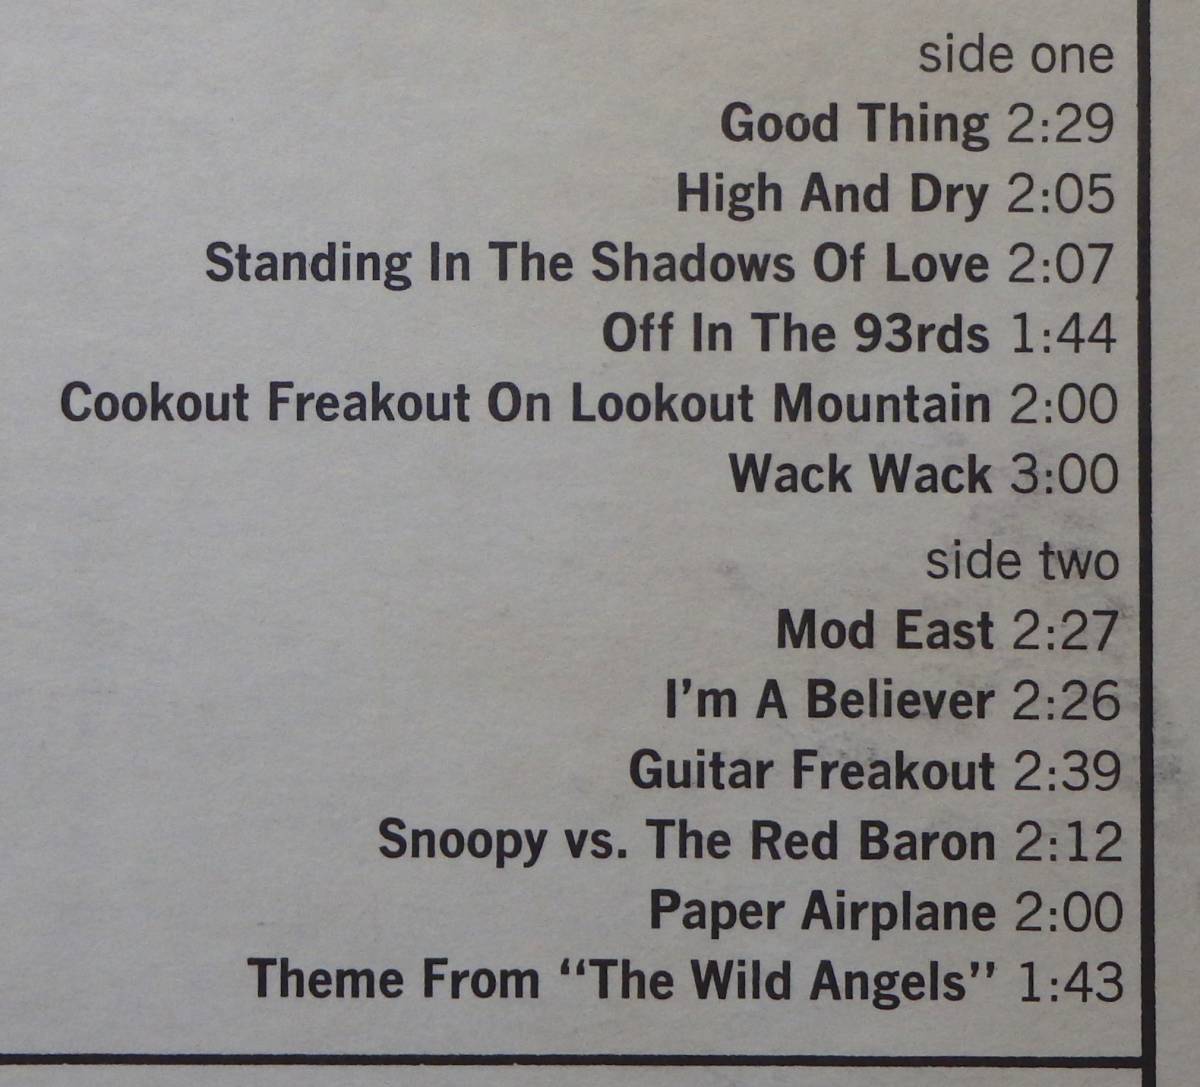 side one
Good Thing 2:29
High And Dry 2:05
Standing In The Shadows Of Love 2:07
Off In The 93rds 1:44
Cookout Freakout On Lookout Mountain 2:00
Wack Wack 3:00
side two
Mod East 2:27
I’m A Believer 2:26
Guitar Freakout 2:39
Snoopy vs. The Red Baron 2:12
Paper Airplane 2:00
Theme From “The Wild Angels” 1:43